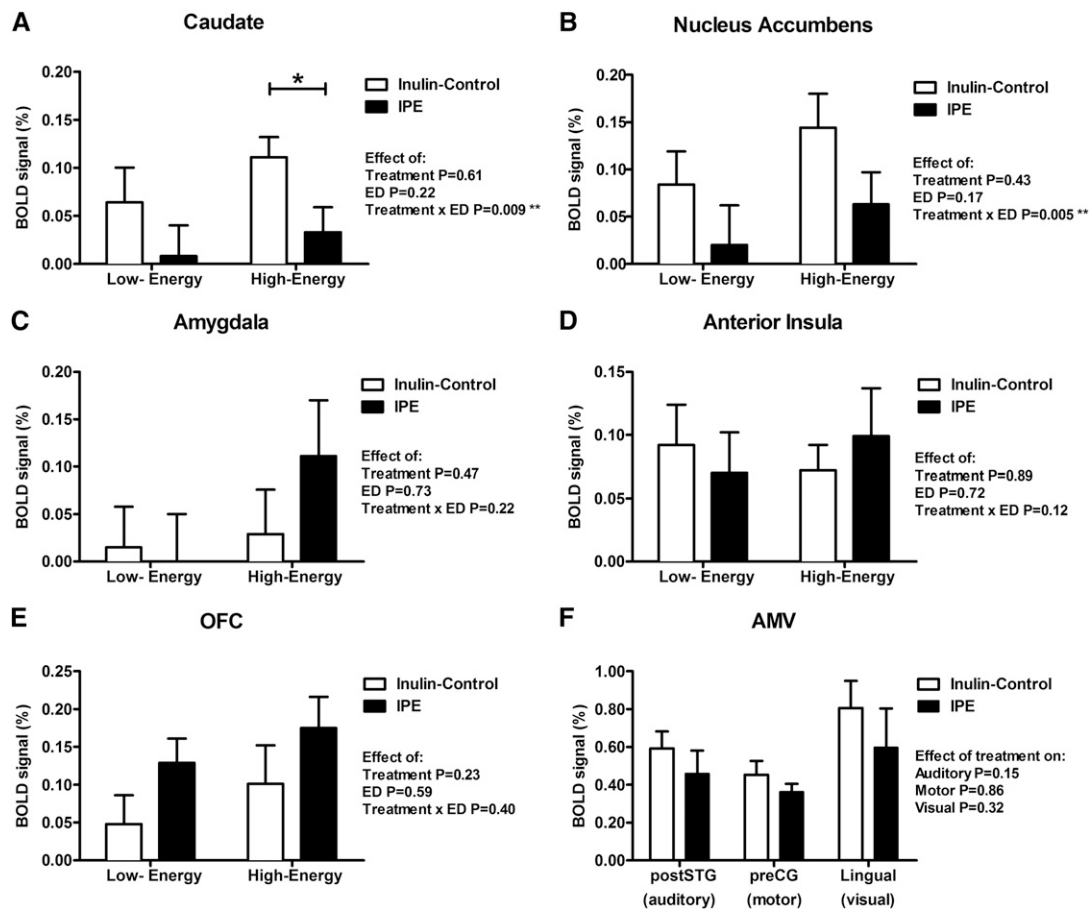 A
Caudate
BOLD signal (%)
0.20
0.15
0.10
0.05
0.00
Low- Energy
High-Energy
*
Inulin-Control
IPE
Effect of:
Treatment P=0.61
ED P=0.22
Treatment x ED P=0.009 **
B
Nucleus Accumbens
BOLD signal (%)
0.20
0.15
0.10
0.05
0.00
Low- Energy
High-Energy
Inulin-Control
IPE
Effect of:
Treatment P=0.43
ED P=0.17
Treatment x ED P=0.005 **
C
Amygdala
BOLD signal (%)
0.20
0.15
0.10
0.05
0.00
Low- Energy
High-Energy
Inulin-Control
IPE
Effect of:
Treatment P=0.47
ED P=0.73
Treatment x ED P=0.22
D
Anterior Insula
BOLD signal (%)
0.15
0.10
0.05
0.00
Low- Energy
High-Energy
Inulin-Control
IPE
Effect of:
Treatment P=0.89
ED P=0.72
Treatment x ED P=0.12
E
OFC
BOLD signal (%)
0.25
0.20
0.15
0.10
0.05
0.00
Low- Energy
High-Energy
Inulin-Control
IPE
Effect of:
Treatment P=0.23
ED P=0.59
Treatment x ED P=0.40
F
AMV
BOLD signal (%)
1.00
0.80
0.60
0.40
0.20
0.00
postSTG
(auditory)
preCG
(motor)
Lingual
(visual)
Inulin-Control
IPE
Effect of treatment on:
Auditory P=0.15
Motor P=0.86
Visual P=0.32